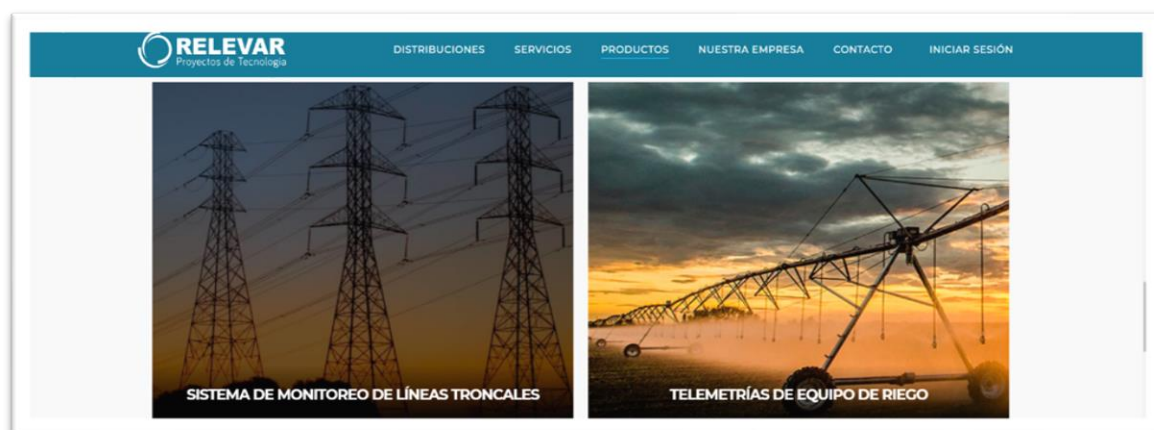 RELEVAR
Proyectos de Tecnología
DISTRIBUCIONES SERVICIOS PRODUCTOS NUESTRA EMPRESA CONTACTO INICIAR SESIÓN
SISTEMA DE MONITOREO DE LÍNEAS TRONCALES
TELEMETRÍAS DE EQUIPO DE RIEGO